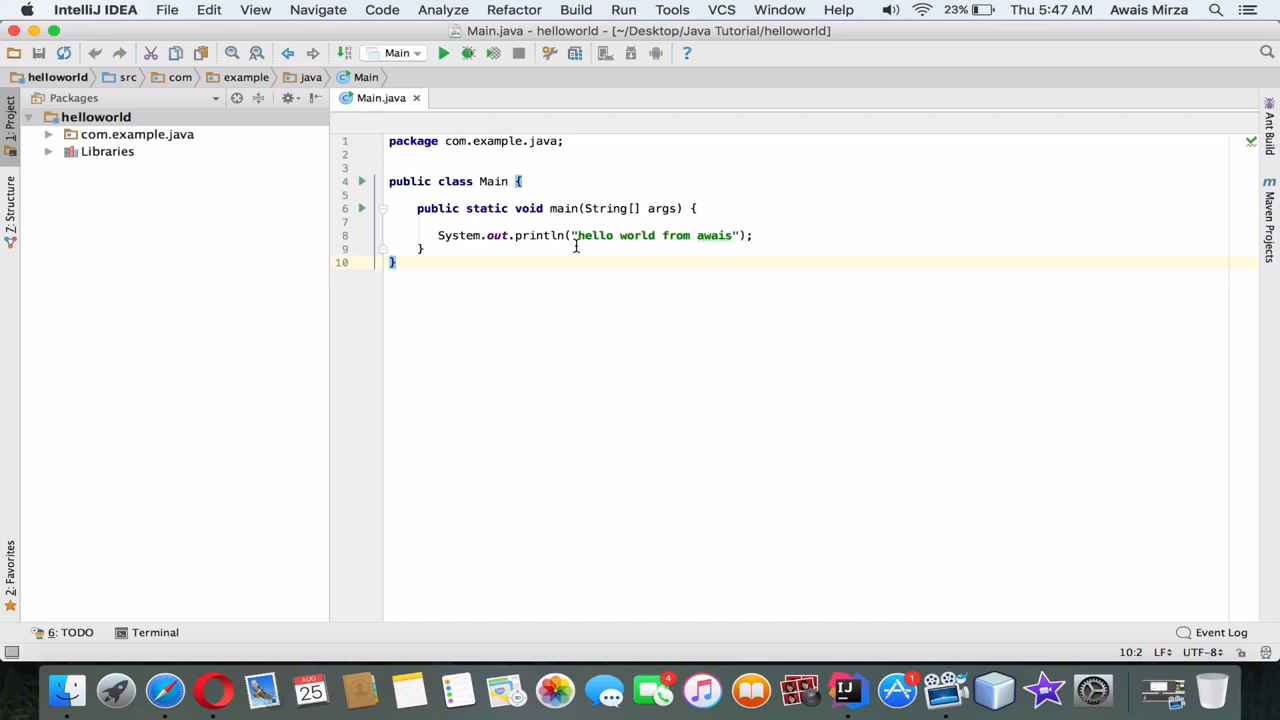 IntelliJ IDEA File Edit View Navigate Code Analyze Refactor Build Run Tools VCS Window Help 23% Thu 5:47 AM Awais Mirza
Main.java - helloworld - [~/Desktop/Java Tutorial/helloworld]
Main
helloworld src com example java Main
Packages
Main.java
1: Project
helloworld
com.example.java
Libraries
Z: Structure
2: Favorites
1 package com.example.java;
2
3
4 public class Main {
5
6 public static void main(String[] args) {
7
8 System.out.println("hello world from awais");
9 }
10 }
Ant Build
Maven Projects
6: TODO Terminal Event Log
10:2 LF UTF-8
AUG
25
4
1